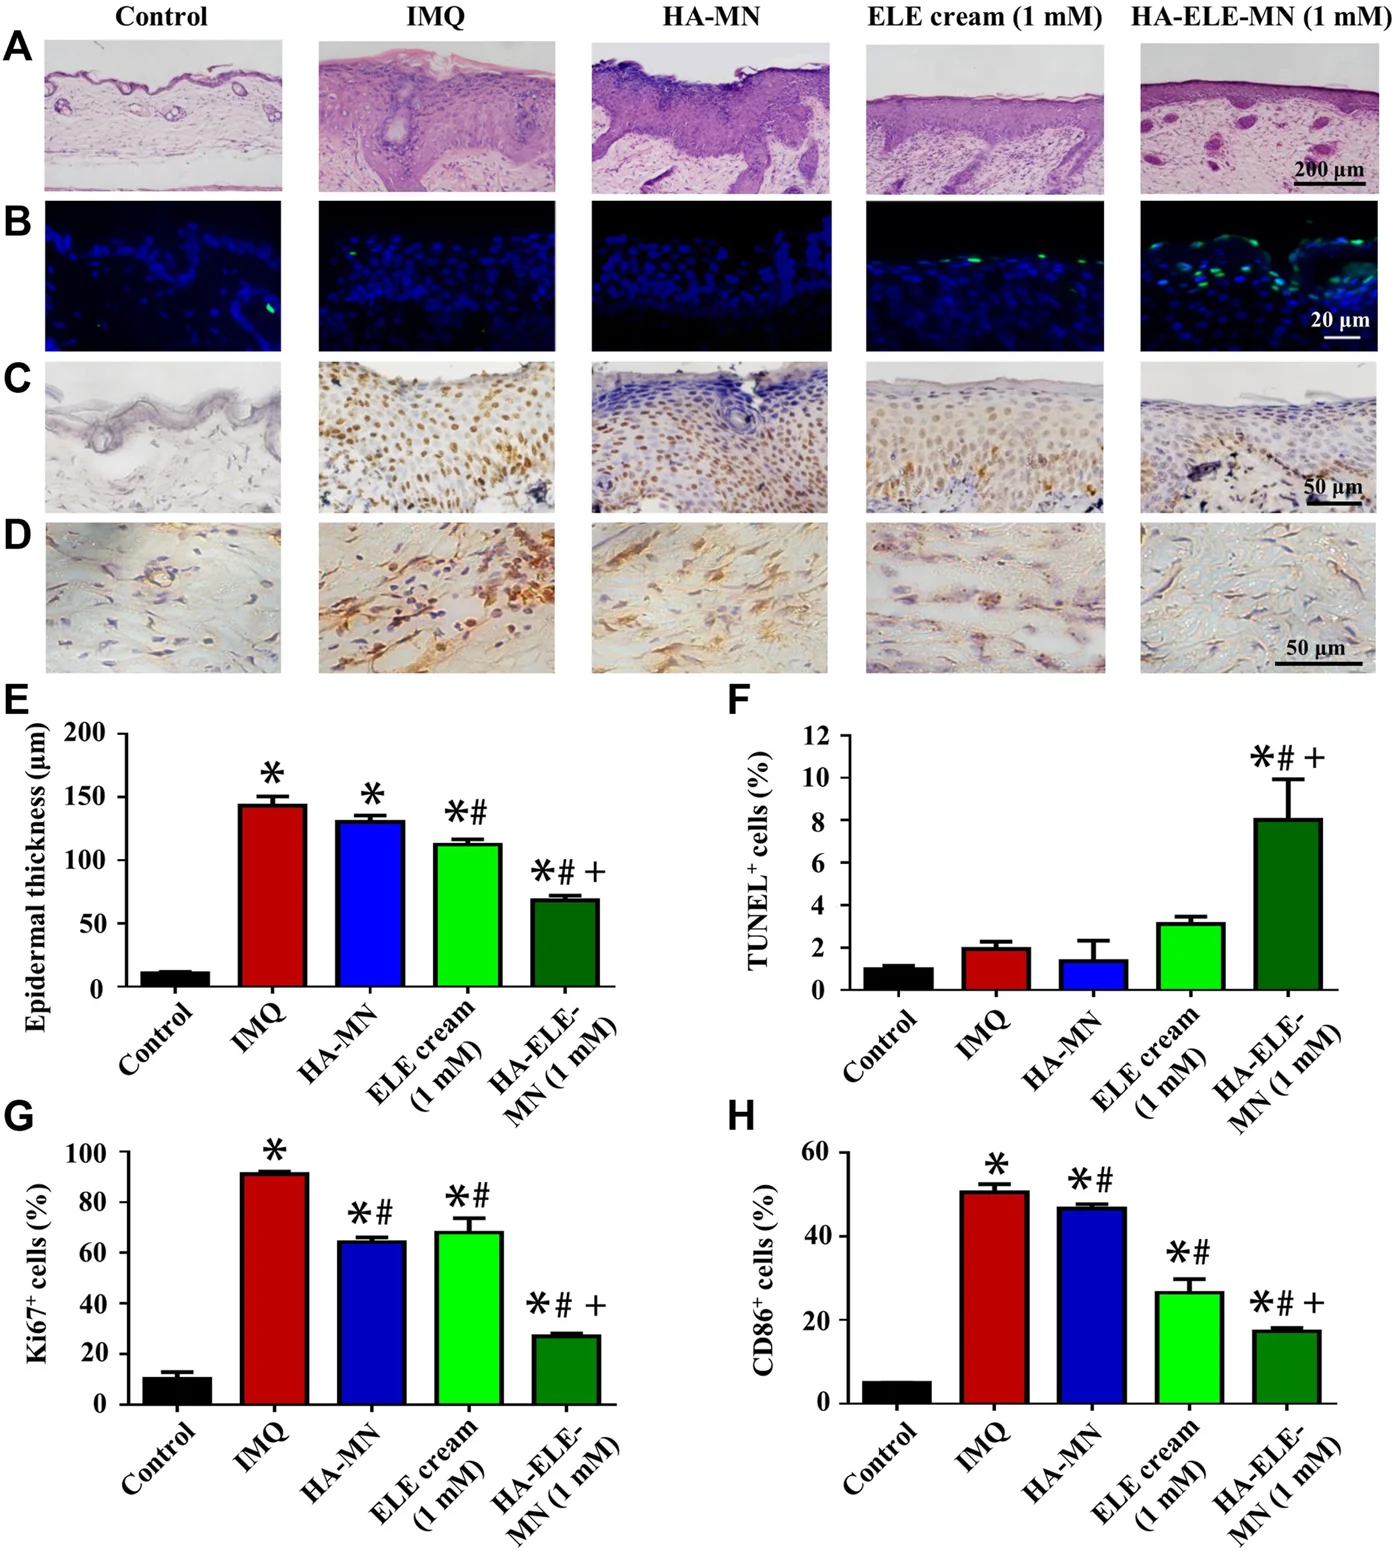 Control IMQ HA-MN ELE cream (1 mM) HA-ELE-MN (1 mM)
A
200 μm
B
20 μm
C
50 μm
D
50 μm
E
Epidermal thickness (μm)
200
150
100
50
0
*
*
*#
*# +
Control
IMQ
HA-MN
ELE cream
(1 mM)
HA-ELE-
MN (1 mM)
F
TUNEL⁺ cells (%)
12
10
8
6
4
2
0
*# +
Control
IMQ
HA-MN
ELE cream
(1 mM)
HA-ELE-
MN (1 mM)
G
Ki67⁺ cells (%)
100
80
60
40
20
0
*
*#
*#
*# +
Control
IMQ
HA-MN
ELE cream
(1 mM)
HA-ELE-
MN (1 mM)
H
CD86⁺ cells (%)
60
40
20
0
*
*#
*#
*# +
Control
IMQ
HA-MN
ELE cream
(1 mM)
HA-ELE-
MN (1 mM)